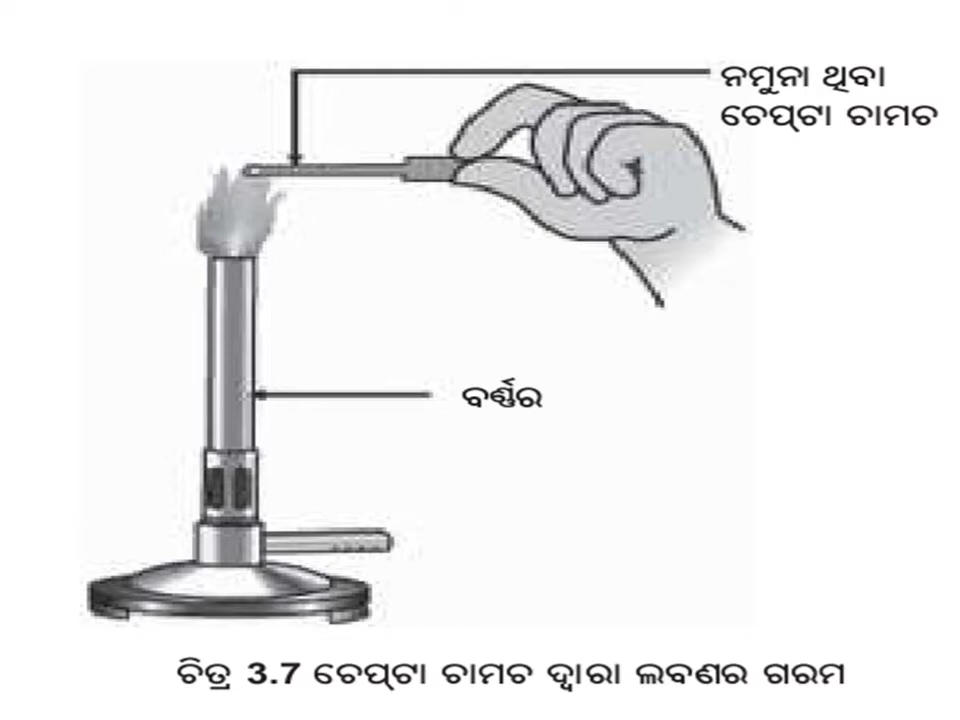 ନମୁନା ଥିବା
ଚେପ୍‌ଟା ଚାମଚ
ବର୍ଣ୍ଣର
ଚିତ୍ର 3.7 ଚେପ୍‌ଟା ଚାମଚ ଦ୍ୱାରା ଲବଣର ଗରମ